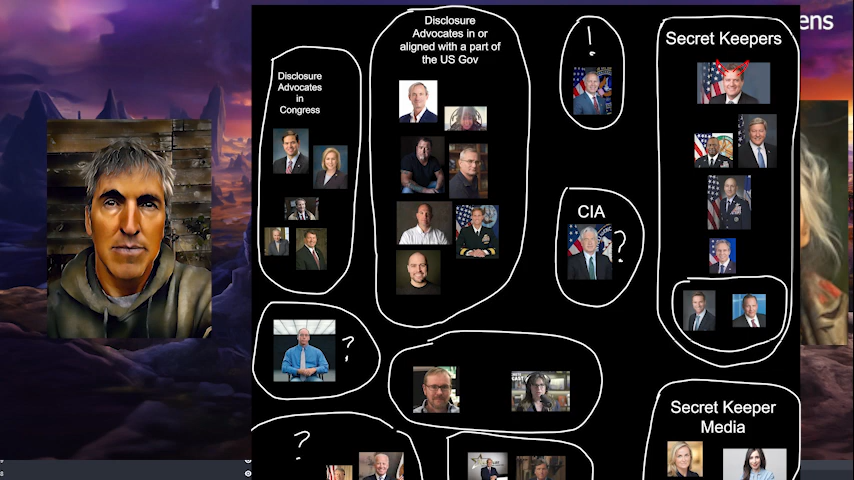 ens
Disclosure
Advocates in or
aligned with a part of
the US Gov
!
Secret Keepers
Disclosure
Advocates
in
Congress
CIA
?
?
?
Secret Keeper
Media